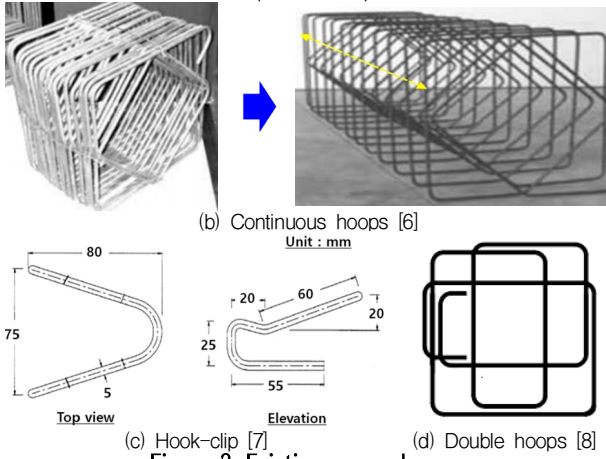 (b) Continuous hoops [6]
Unit : mm
80
75
5
Top view
20
60
20
25
55
Elevation
(c) Hook-clip [7]
(d) Double hoops [8]